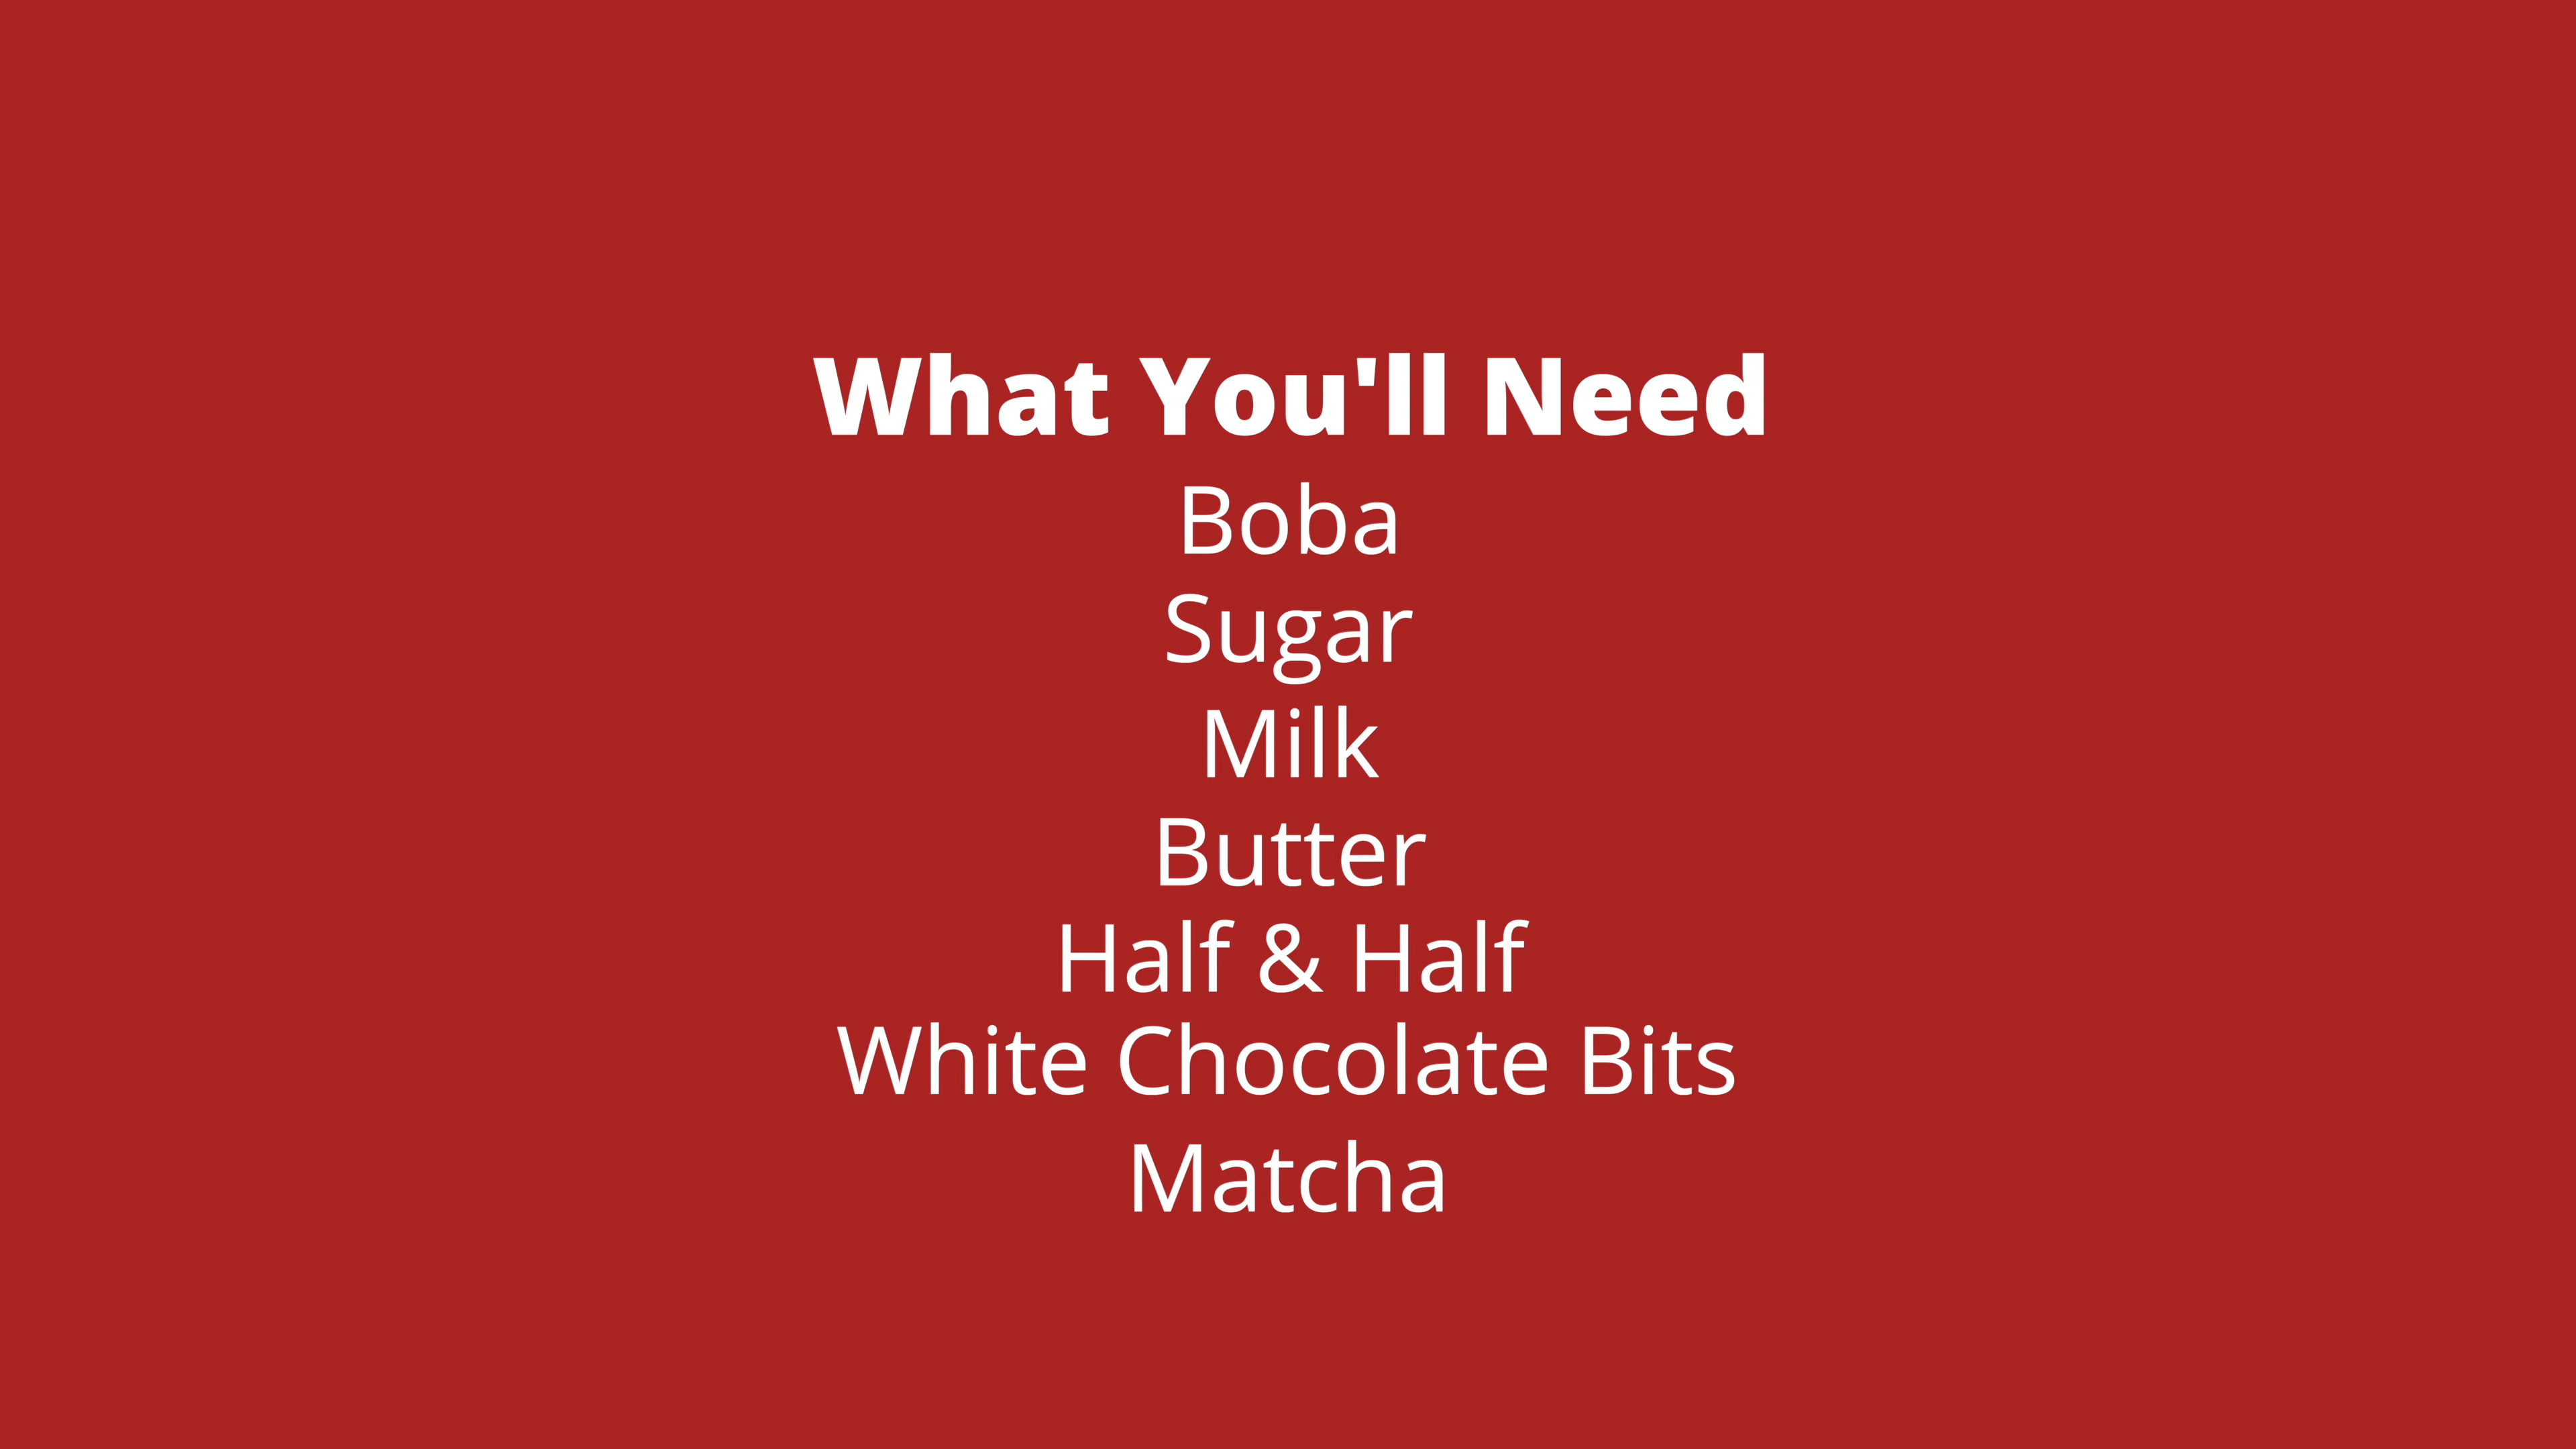 What You'll Need
Boba
Sugar
Milk
Butter
Half & Half
White Chocolate Bits
Matcha